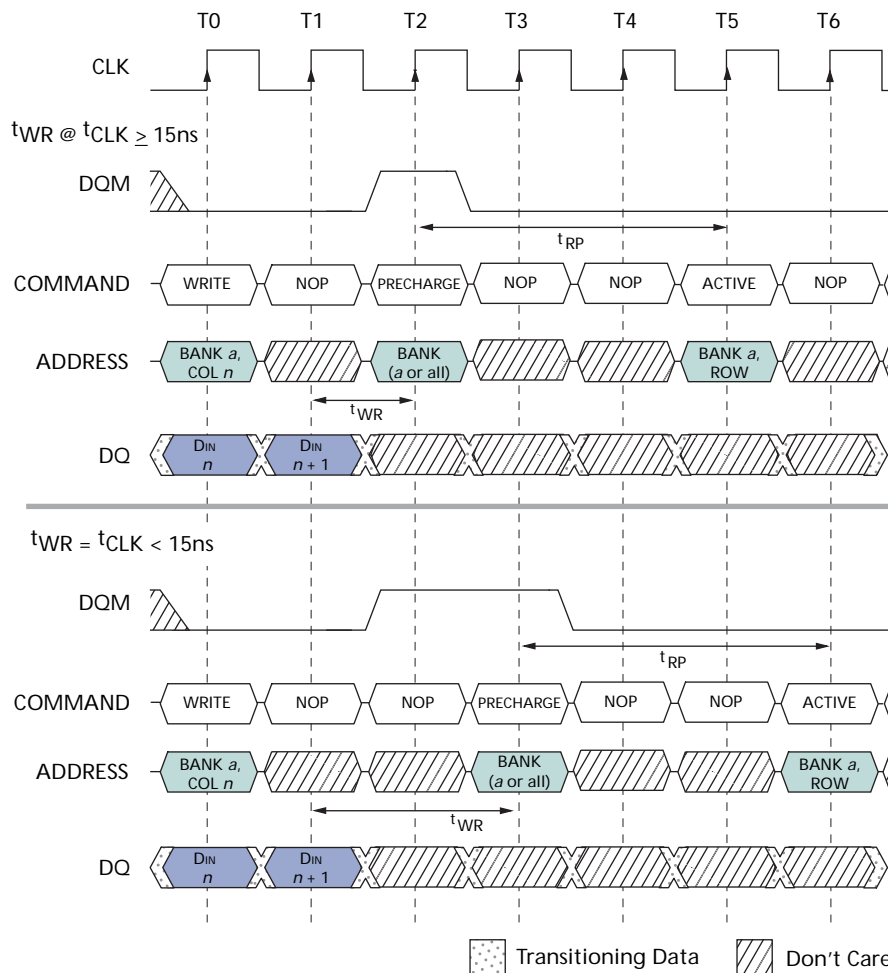 T0 T1 T2 T3 T4 T5 T6
CLK
tWR @ tCLK ≥ 15ns
DQM
tRP
COMMAND WRITE NOP PRECHARGE NOP NOP ACTIVE NOP
ADDRESS BANK a, COL n BANK (a or all) BANK a, ROW
tWR
DQ DIN n DIN n + 1
tWR = tCLK < 15ns
DQM
tRP
COMMAND WRITE NOP NOP PRECHARGE NOP NOP ACTIVE
ADDRESS BANK a, COL n BANK (a or all) BANK a, ROW
tWR
DQ DIN n DIN n + 1
Transitioning Data Don't Care